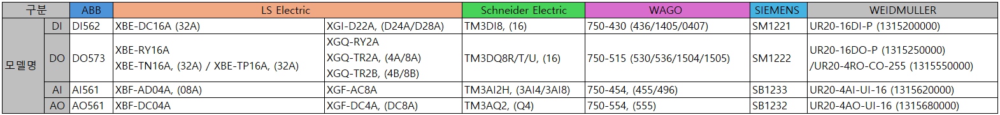 구분 ABB LS Electric Schneider Electric WAGO SIEMENS WEIDMULLER
모델명
DI DI562 XBE-DC16A (32A) XGI-D22A, (D24A/D28A) TM3DI8, (16) 750-430 (436/1405/0407) SM1221 UR20-16DI-P (1315200000)
DO DO573
XBE-RY16A
XBE-TN16A, (32A) / XBE-TP16A, (32A)
XGQ-RY2A
XGQ-TR2A, (4A/8A)
XGQ-TR2B, (4B/8B)
TM3DQ8R/T/U, (16) 750-515 (530/536/1504/1505) SM1222
UR20-16DO-P (1315250000)
/UR20-4RO-CO-255 (1315550000)
AI AI561 XBF-AD04A, (08A) XGF-AC8A TM3AI2H, (3AI4/3AI8) 750-454, (455/496) SB1233 UR20-4AI-UI-16 (1315620000)
AO AO561 XBF-DC04A XGF-DC4A, (DC8A) TM3AQ2, (Q4) 750-554, (555) SB1232 UR20-4AO-UI-16 (1315680000)